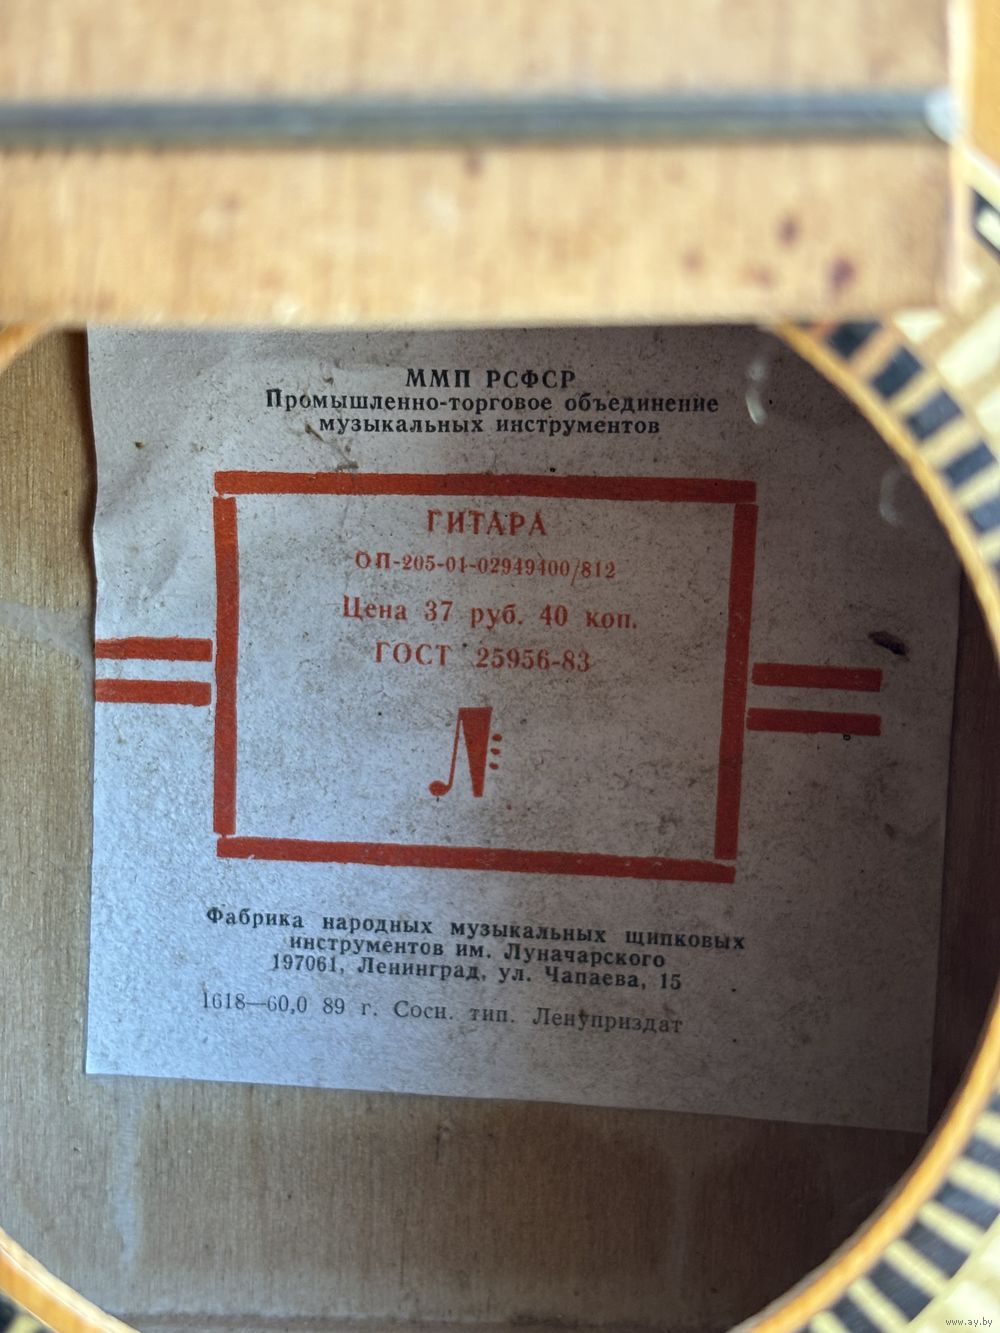 ММП РСФСР
Промышленно-торговое объединение
музыкальных инструментов
ГИТАРА
ОП-205-01-02949400/812
Цена 37 руб. 40 коп.
ГОСТ 25956-83
Фабрика народных музыкальных щипковых
инструментов им. Луначарского
197061, Ленинград, ул. Чапаева, 15
1618—60,0 89 г. Сосн. тип. Ленуприздат
www.ay.by